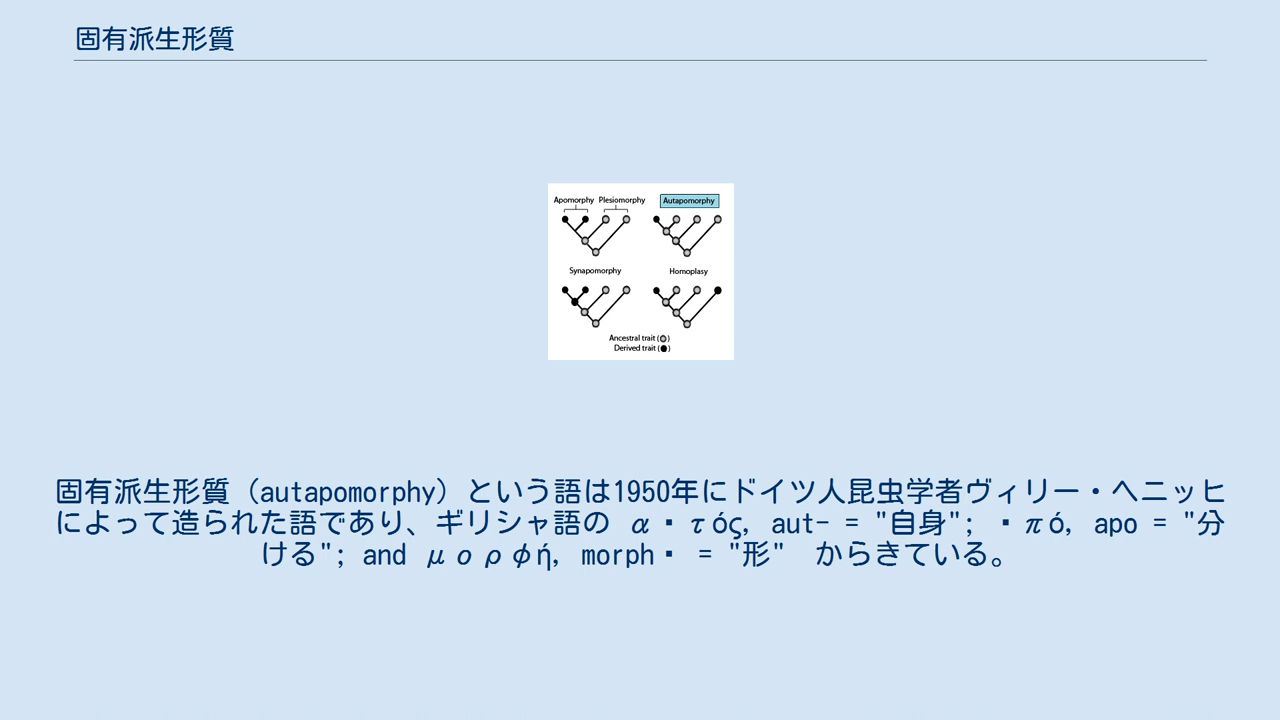 固有派生形質
Apomorphy Plesiomorphy
Autapomorphy
Synapomorphy
Homoplasy
Ancestral trait ( )
Derived trait ( )
固有派生形質（autapomorphy）という語は1950年にドイツ人昆虫学者ヴィリー・ヘニッヒ
によって造られた語であり、ギリシャ語の α・τός, aut- = "自身"; ・πό, apo = "分
ける"; and μορφή, morph・ = "形" からきている。